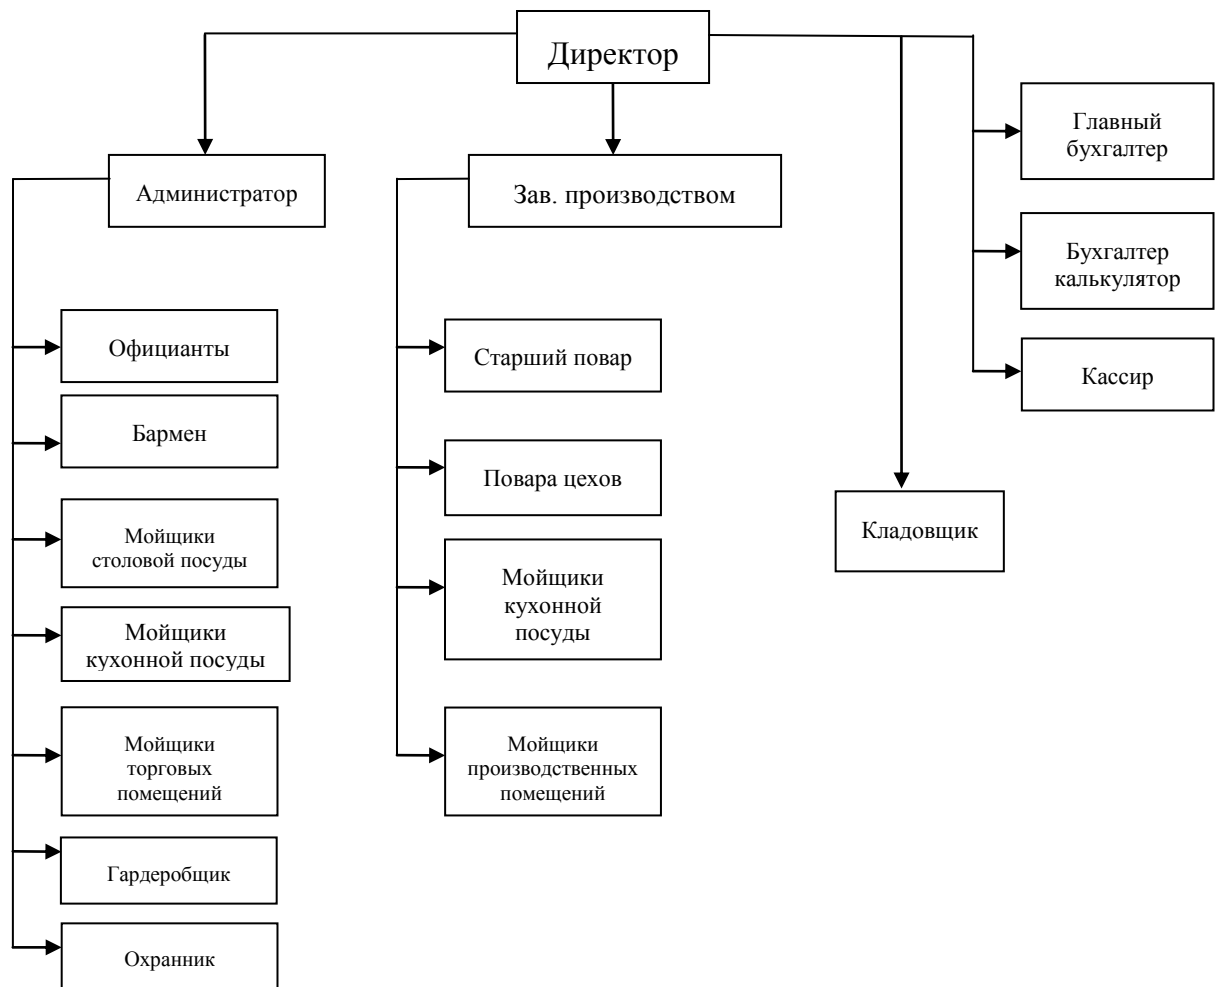 Директор
Администратор
Зав. производством
Главный
бухгалтер
Бухгалтер
калькулятор
Кассир
Кладовщик
Официанты
Бармен
Мойщики
столовой посуды
Мойщики
кухонной посуды
Мойщики
торговых
помещений
Гардеробщик
Охранник
Старший повар
Повара цехов
Мойщики
кухонной
посуды
Мойщики
производственных
помещений